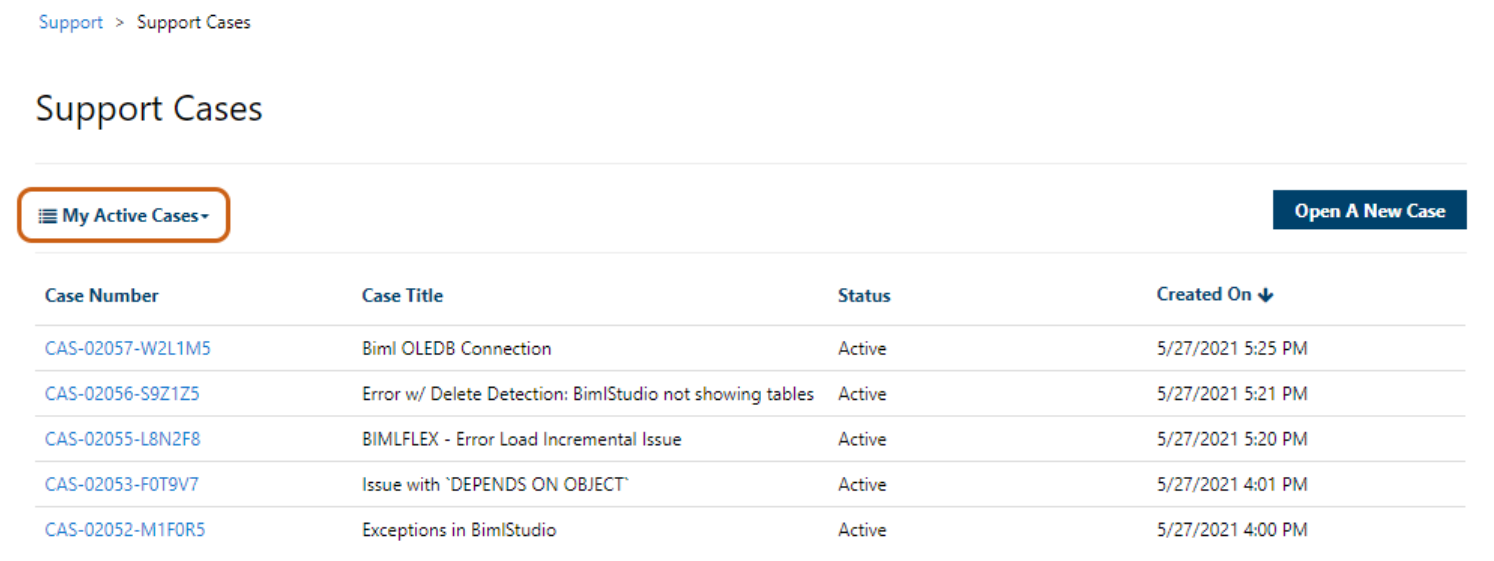 Support > Support Cases
Support Cases
My Active Cases
Open A New Case
Case Number Case Title Status Created On
CAS-02057-W2L1M5 Biml OLEDB Connection Active 5/27/2021 5:25 PM
CAS-02056-S9Z1Z5 Error w/ Delete Detection: BimlStudio not showing tables Active 5/27/2021 5:21 PM
CAS-02055-L8N2F8 BIMLFLEX - Error Load Incremental Issue Active 5/27/2021 5:20 PM
CAS-02053-F0T9V7 Issue with `DEPENDS ON OBJECT` Active 5/27/2021 4:01 PM
CAS-02052-M1F0R5 Exceptions in BimlStudio Active 5/27/2021 4:00 PM